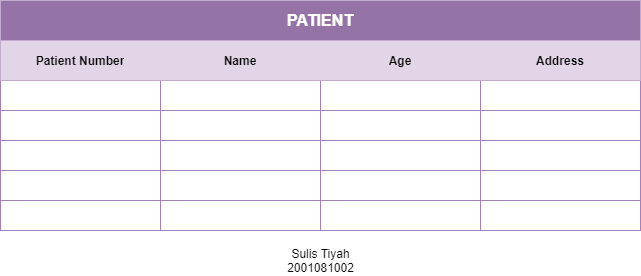 PATIENT
Patient Number Name Age Address
Sulis Tiyah
2001081002